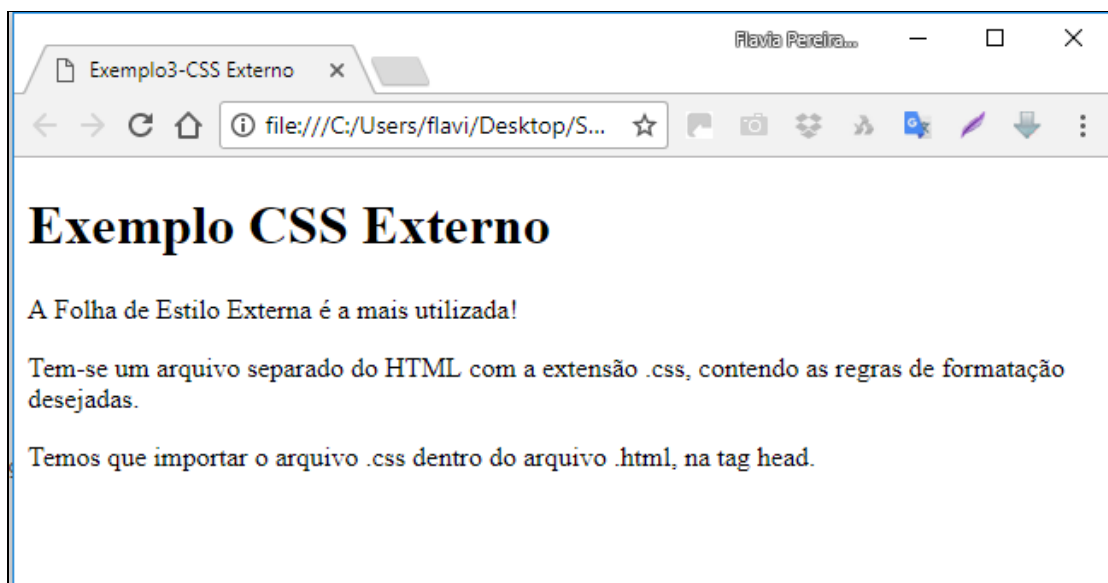 Flavia Pereira...
Exemplo3-CSS Externo
file:///C:/Users/flavi/Desktop/S...
Exemplo CSS Externo
A Folha de Estilo Externa é a mais utilizada!
Tem-se um arquivo separado do HTML com a extensão .css, contendo as regras de formatação
desejadas.
Temos que importar o arquivo .css dentro do arquivo .html, na tag head.